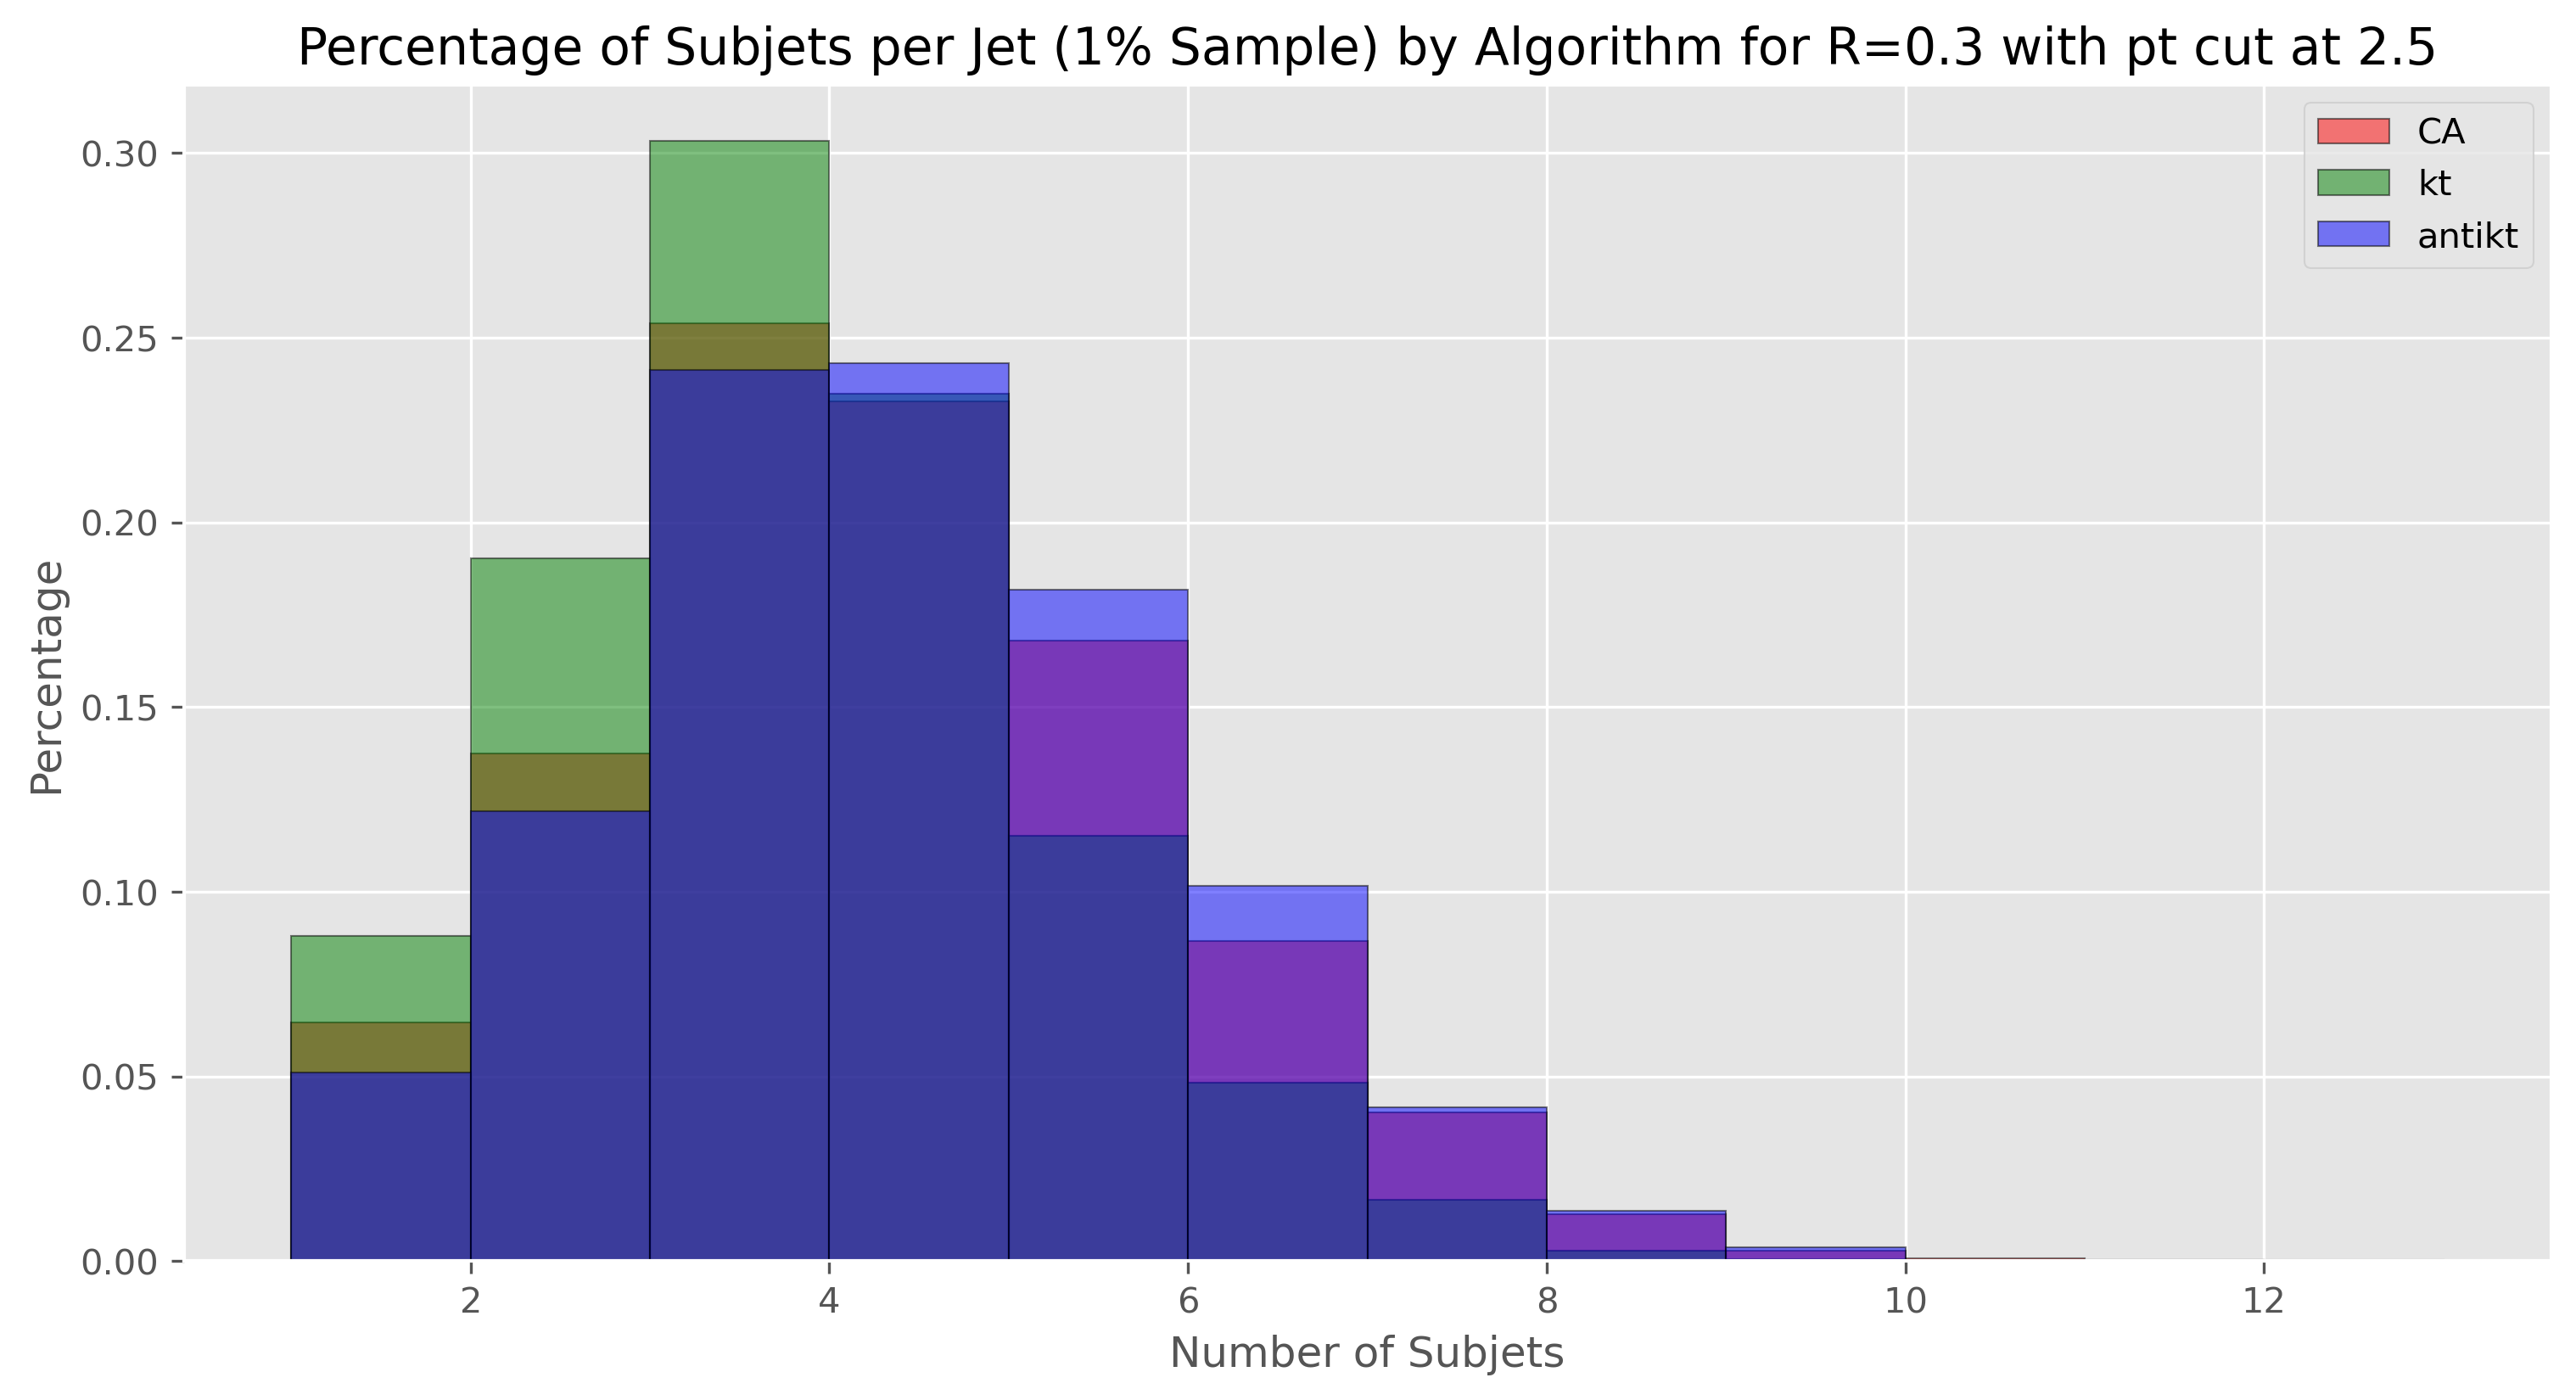 Percentage of Subjets per Jet (1% Sample) by Algorithm for R=0.3 with pt cut at 2.5
CA
kt
antikt
0.30
0.25
0.20
0.15
0.10
0.05
0.00
Percentage
2 4 6 8 10 12
Number of Subjets